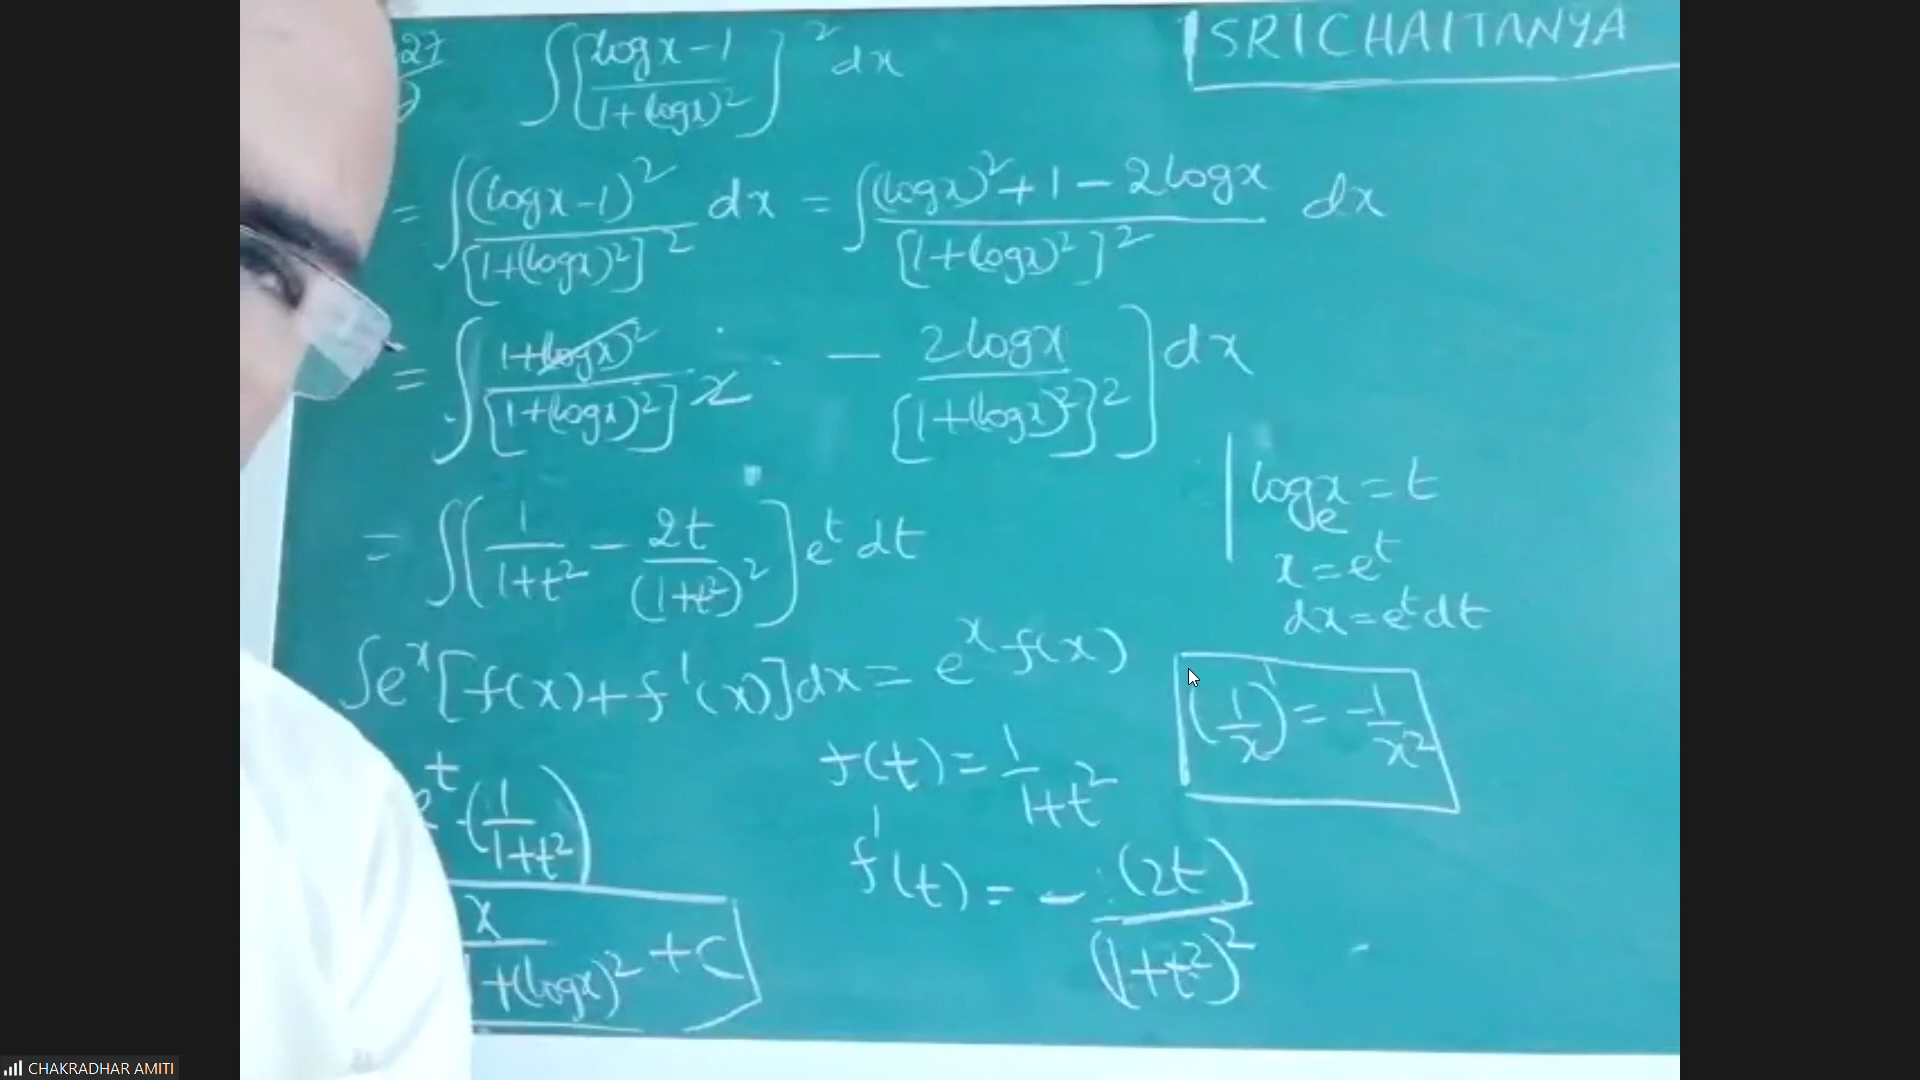 27
∫[(log x - 1)/(1 + (log x)²]² dx
SRICHAITANYA
= ∫ (log x - 1)²/[1 + (log x)²]² dx = ∫ ((log x)² + 1 - 2 log x)/[1 + (log x)²]² dx
= ∫ (1 + (log x)²)/[1 + (log x)²]² - 2 log x/[1 + (log x)²]²] dx
log_e x = t
= ∫(1/(1+t²) - 2t/(1+t²)²] e^t dt
x = e^t
dx = e^t dt
∫e^x [f(x) + f'(x)] dx = e^x f(x)
(1/x)' = -1/x²
f(t) = 1/(1+t²)
e^t · (1/(1+t²))
f'(t) = - (2t)/(1+t²)²
x/(1+(log x)²) + C
CHAKRADHAR AMITI